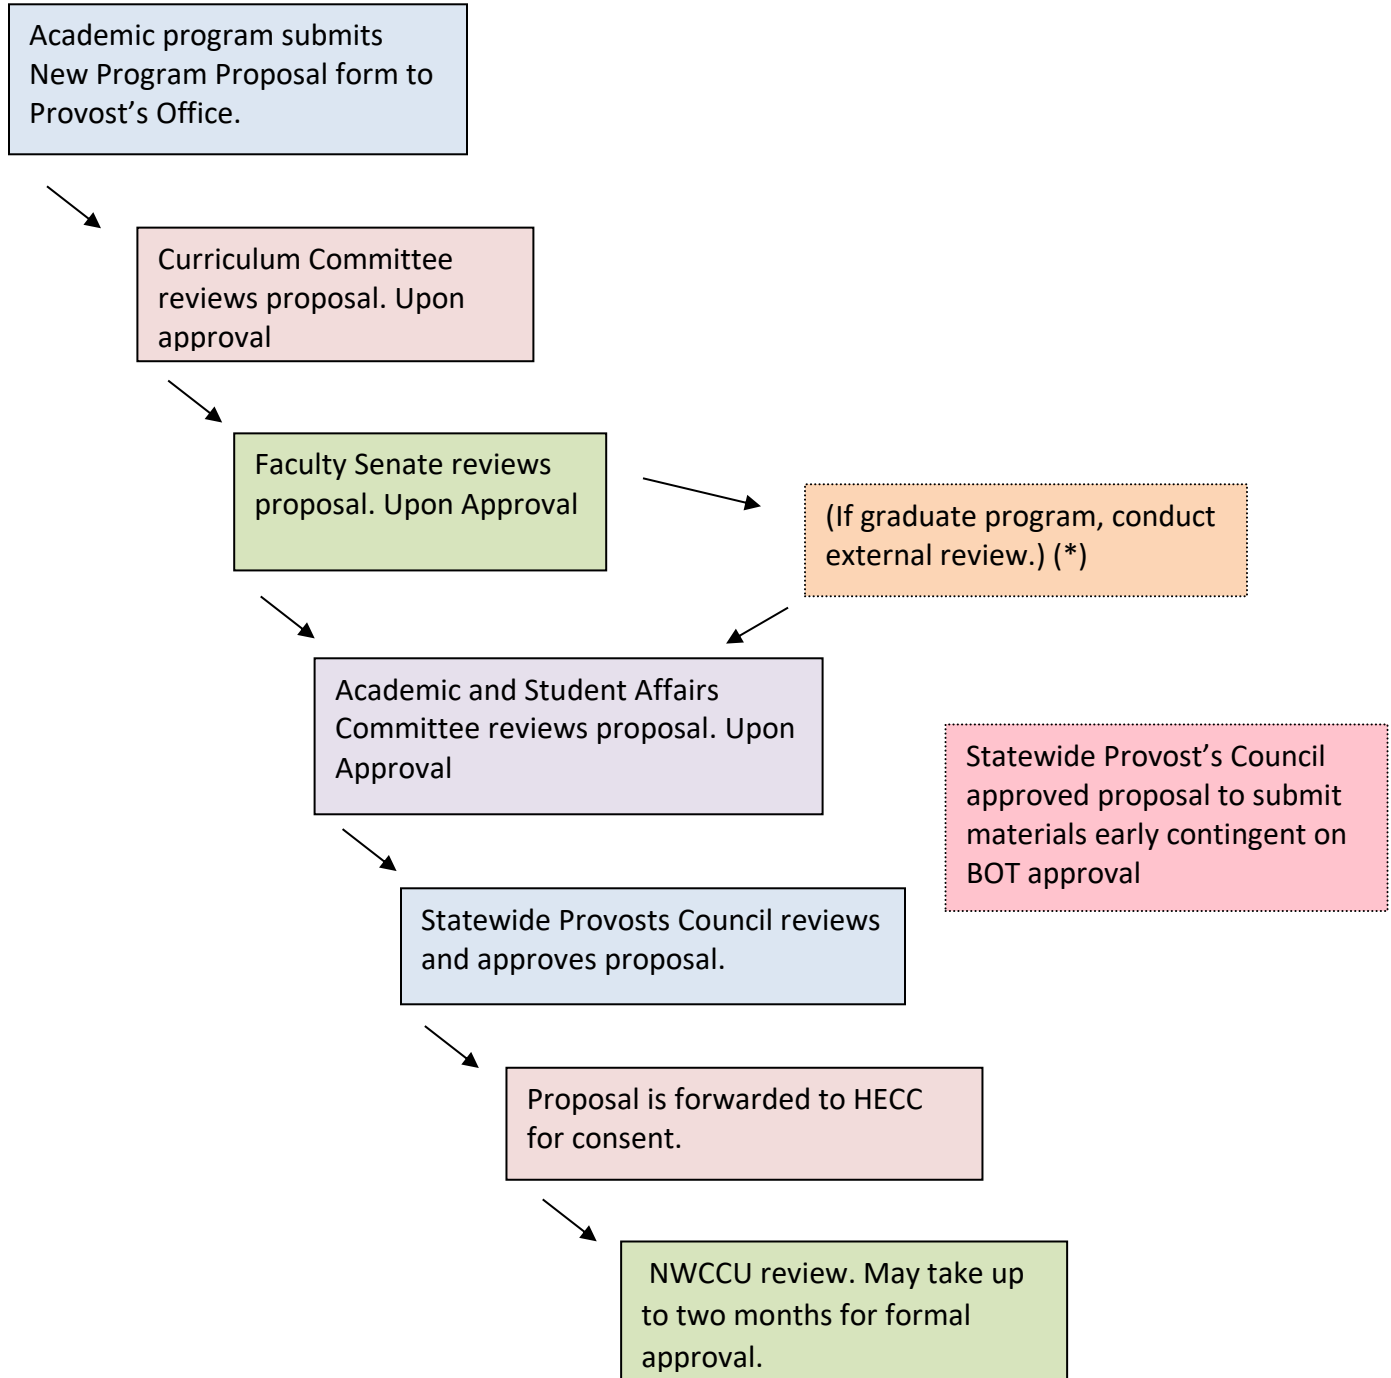 Academic program submits
New Program Proposal form to
Provost’s Office.
Curriculum Committee
reviews proposal. Upon
approval
Faculty Senate reviews
proposal. Upon Approval
(If graduate program, conduct
external review.) (*)
Academic and Student Affairs
Committee reviews proposal. Upon
Approval
Statewide Provost’s Council
approved proposal to submit
materials early contingent on
BOT approval
Statewide Provosts Council reviews
and approves proposal.
Proposal is forwarded to HECC
for consent.
NWCCU review. May take up
to two months for formal
approval.